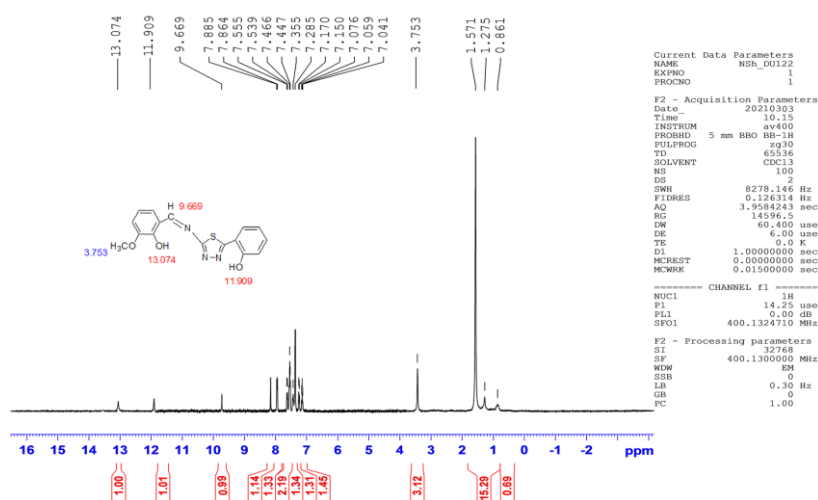 13.074
11.909
9.669
7.885
7.864
7.555
7.539
7.466
7.447
7.355
7.285
7.170
7.150
7.076
7.059
7.041
3.753
1.571
1.275
0.861
Current Data Parameters
NAME NSh_DU122
EXPNO 1
PROCNO 1
F2 - Acquisition Parameters
Date_ 20210303
Time 10.15
INSTRUM av400
PROBHD 5 mm BBO BB-1H
PULPROG zg30
TD 65536
SOLVENT CDCl3
NS 100
DS 2
SWH 8278.146 Hz
FIDRES 0.126314 Hz
AQ 3.9584243 sec
RG 14596.5
DW 60.400 use
DE 6.00 use
TE 0.0 K
D1 1.00000000 sec
MCREST 0.00000000 sec
MCWRK 0.01500000 sec
======== CHANNEL f1 ========
NUC1 1H
P1 14.25 use
PL1 0.00 dB
SFO1 400.1324710 MHz
F2 - Processing parameters
SI 32768
SF 400.1300000 MHz
WDW EM
SSB 0
LB 0.30 Hz
GB 0
PC 1.00
H 9.669
C
N
S
3.753 H3CO
OH
N-N
13.074
HO
11.909
16 14 13 12 11 10 9 8 7 6 5 4 3 2 1 0 -2 ppm
1.00
1.01
0.99
1.14
1.33
2.19
1.34
1.31
1.45
3.12
15.29
0.69